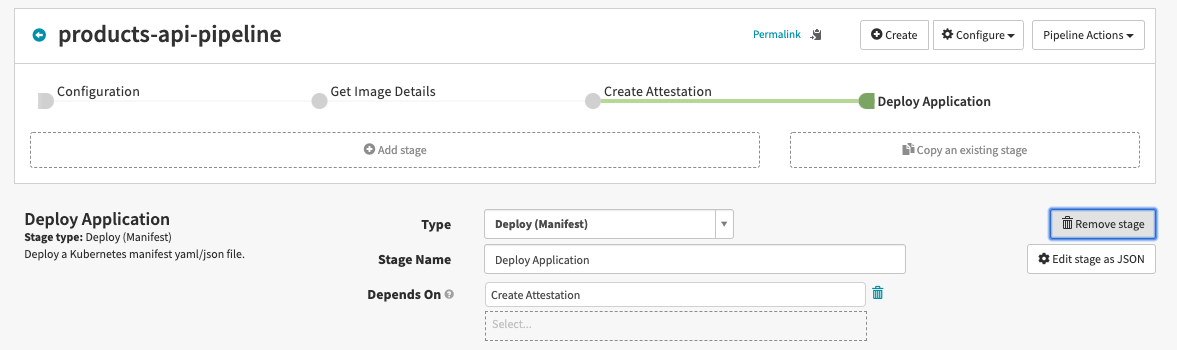 products-api-pipeline
Permalink
Create
Configure
Pipeline Actions
Configuration
Get Image Details
Create Attestation
Deploy Application
Add stage
Copy an existing stage
Deploy Application
Stage type: Deploy (Manifest)
Deploy a Kubernetes manifest yaml/json file.
Type
Deploy (Manifest)
Remove stage
Stage Name
Deploy Application
Edit stage as JSON
Depends On
Create Attestation
Select...